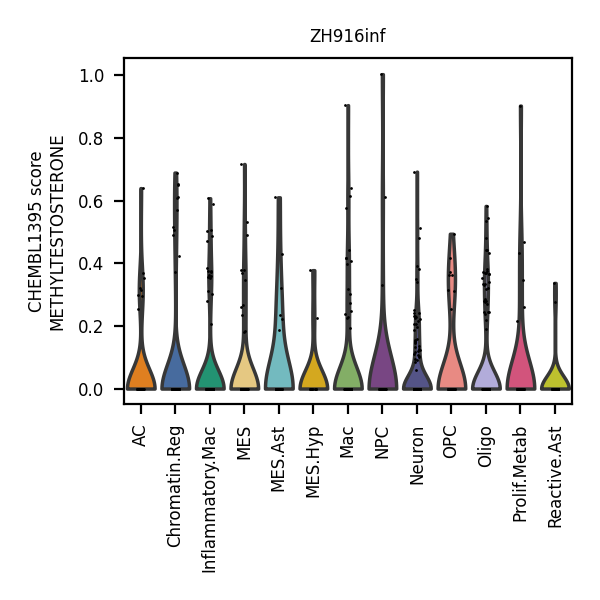 ZH916inf
CHEMBL1395 score
METHYLTESTOSTERONE
1.0
0.8
0.6
0.4
0.2
0.0
AC
Chromatin.Reg
Inflammatory.Mac
MES
MES.Ast
MES.Hyp
Mac
NPC
Neuron
OPC
Oligo
Prolif.Metab
Reactive.Ast